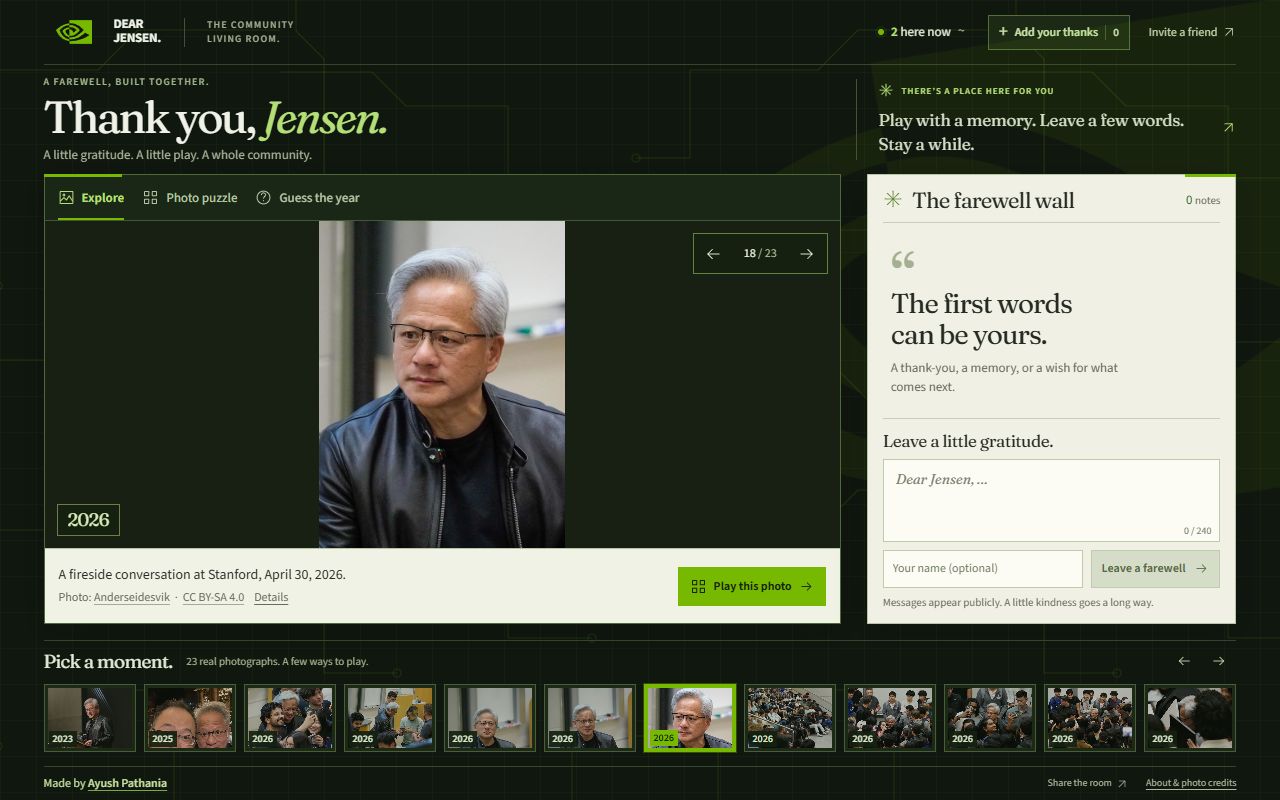 DEAR
JENSEN.
THE COMMUNITY
LIVING ROOM.
2 here now ~
+ Add your thanks 0
Invite a friend
A FAREWELL, BUILT TOGETHER.
Thank you, Jensen.
A little gratitude. A little play. A whole community.
THERE'S A PLACE HERE FOR YOU
Play with a memory. Leave a few words.
Stay a while.
Explore
Photo puzzle
Guess the year
18 / 23
2026
A fireside conversation at Stanford, April 30, 2026.
Photo: Anderseidesvik · CC BY-SA 4.0 Details
Play this photo
The farewell wall
0 notes
“
The first words
can be yours.
A thank-you, a memory, or a wish for what
comes next.
Leave a little gratitude.
Dear Jensen, ...
0 / 240
Your name (optional)
Leave a farewell
Messages appear publicly. A little kindness goes a long way.
Pick a moment.
23 real photographs. A few ways to play.
2023
2025
2026
2026
2026
2026
2026
2026
2026
2026
2026
2026
Made by Ayush Pathania
Share the room
About & photo credits